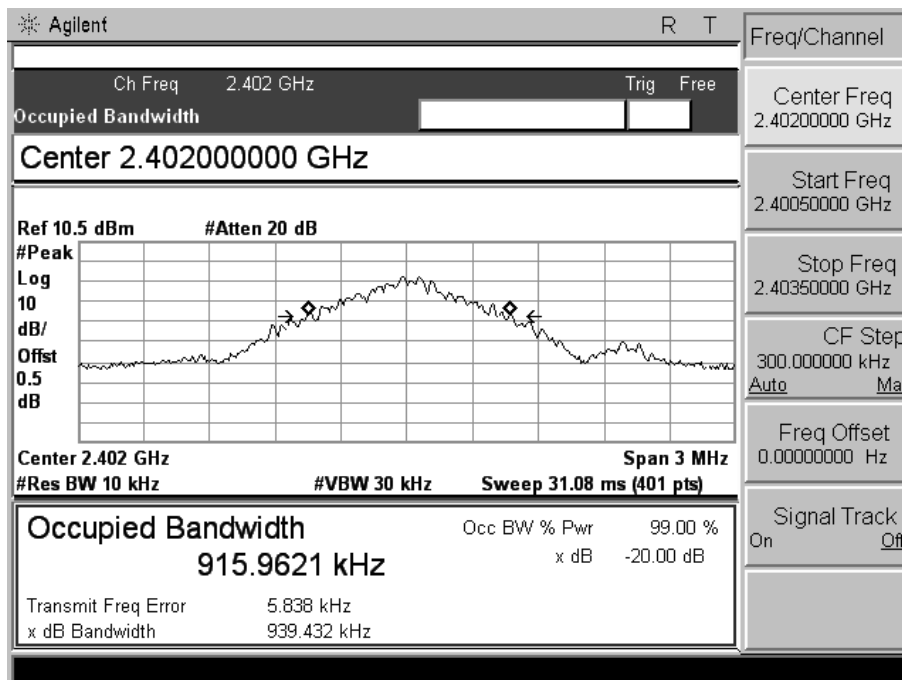 Agilent R T
Ch Freq 2.402 GHz Trig Free
Occupied Bandwidth
Center 2.402000000 GHz
Ref 10.5 dBm #Atten 20 dB
#Peak
Log
10
dB/
Offst
0.5
dB
Center 2.402 GHz Span 3 MHz
#Res BW 10 kHz #VBW 30 kHz Sweep 31.08 ms (401 pts)
Occupied Bandwidth
915.9621 kHz
Occ BW % Pwr 99.00 %
x dB -20.00 dB
Transmit Freq Error 5.838 kHz
x dB Bandwidth 939.432 kHz
Freq/Channel
Center Freq
2.40200000 GHz
Start Freq
2.40050000 GHz
Stop Freq
2.40350000 GHz
CF Step
300.000000 kHz
Auto Ma
Freq Offset
0.00000000 Hz
Signal Track
On Off